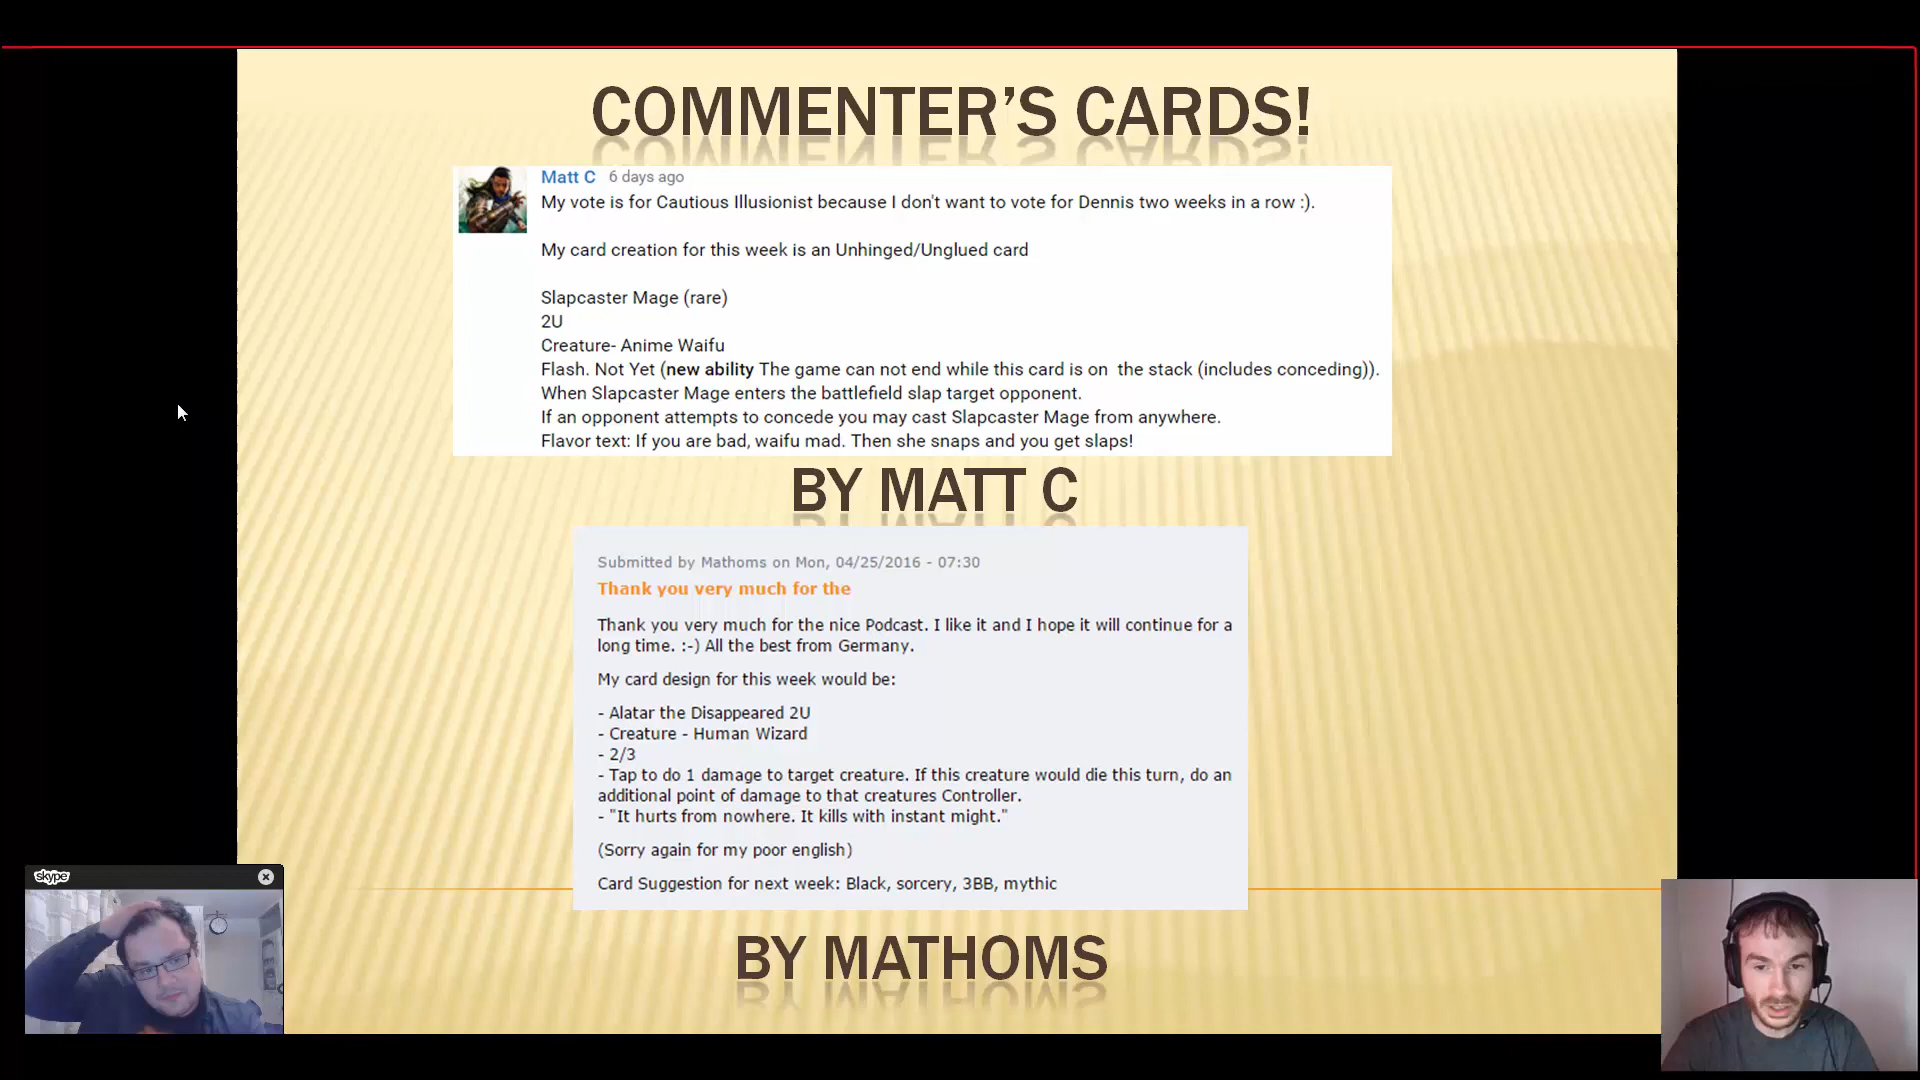 COMMENTER'S CARDS!
Matt C 6 days ago
My vote is for Cautious Illusionist because I don't want to vote for Dennis two weeks in a row :).
My card creation for this week is an Unhinged/Unglued card
Slapcaster Mage (rare)
2U
Creature- Anime Waifu
Flash. Not Yet (new ability The game can not end while this card is on  the stack (includes conceding)).
When Slapcaster Mage enters the battlefield slap target opponent.
If an opponent attempts to concede you may cast Slapcaster Mage from anywhere.
Flavor text: If you are bad, waifu mad. Then she snaps and you get slaps!
BY MATT C
Submitted by Mathoms on Mon, 04/25/2016 - 07:30
Thank you very much for the
Thank you very much for the nice Podcast. I like it and I hope it will continue for a
long time. :-) All the best from Germany.
My card design for this week would be:
- Alatar the Disappeared 2U
- Creature - Human Wizard
- 2/3
- Tap to do 1 damage to target creature. If this creature would die this turn, do an
additional point of damage to that creatures Controller.
- "It hurts from nowhere. It kills with instant might."
(Sorry again for my poor english)
Card Suggestion for next week: Black, sorcery, 3BB, mythic
BY MATHOMS
skype